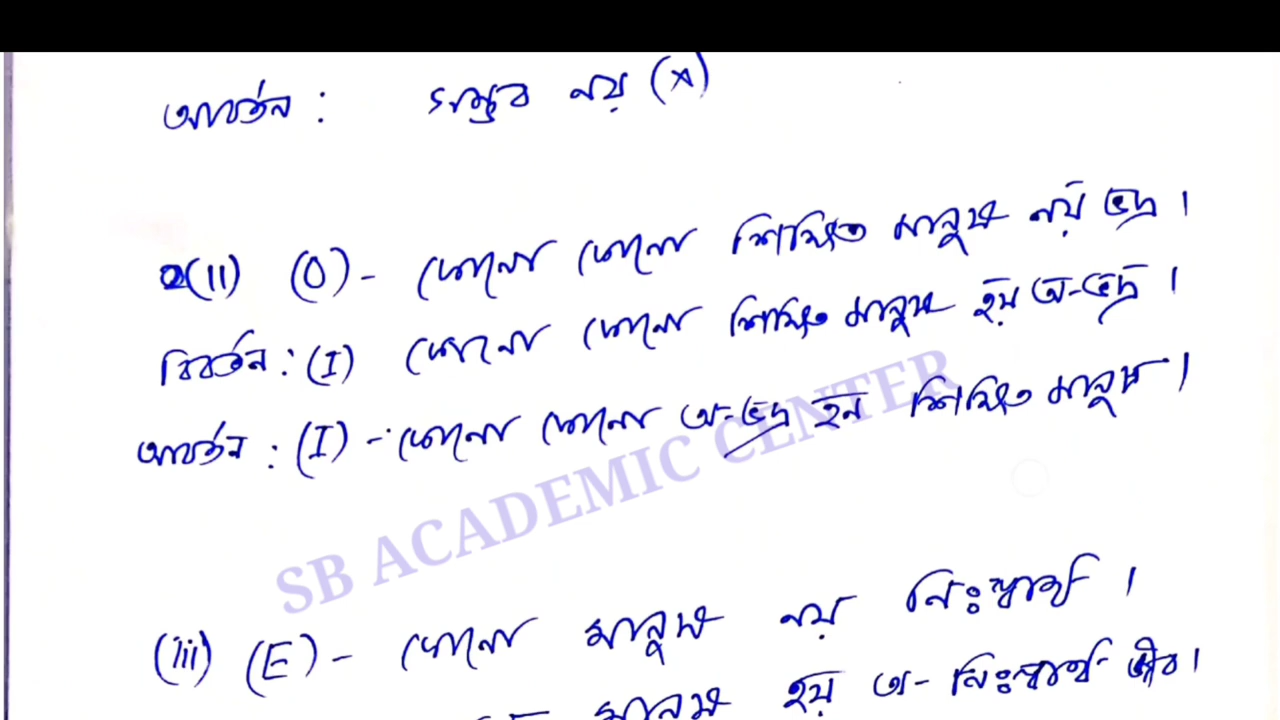 আবর্তন : সম্ভব নয় (×)
2(ii) (O) - কোনো কোনো শিক্ষিত মানুষ নয় ভদ্র।
বিবর্তন : (I) কোনো কোনো শিক্ষিত মানুষ হয় অ-ভদ্র।
আবর্তন : (I) - কোনো কোনো অ-ভদ্র হন শিক্ষিত মানুষ।
SB ACADEMIC CENTER
(iii) (E) - কোনো মানুষ নয় নিঃস্বার্থ।
মানুষ হয় অ-নিঃস্বার্থ জীব।